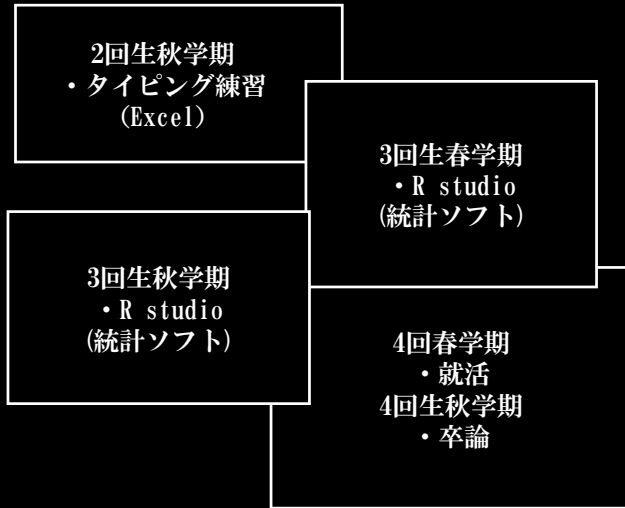 2回生秋学期
・タイピング練習
(Excel)
3回生春学期
・R studio
(統計ソフト)
3回生秋学期
・R studio
(統計ソフト)
4回春学期
・就活
4回生秋学期
・卒論